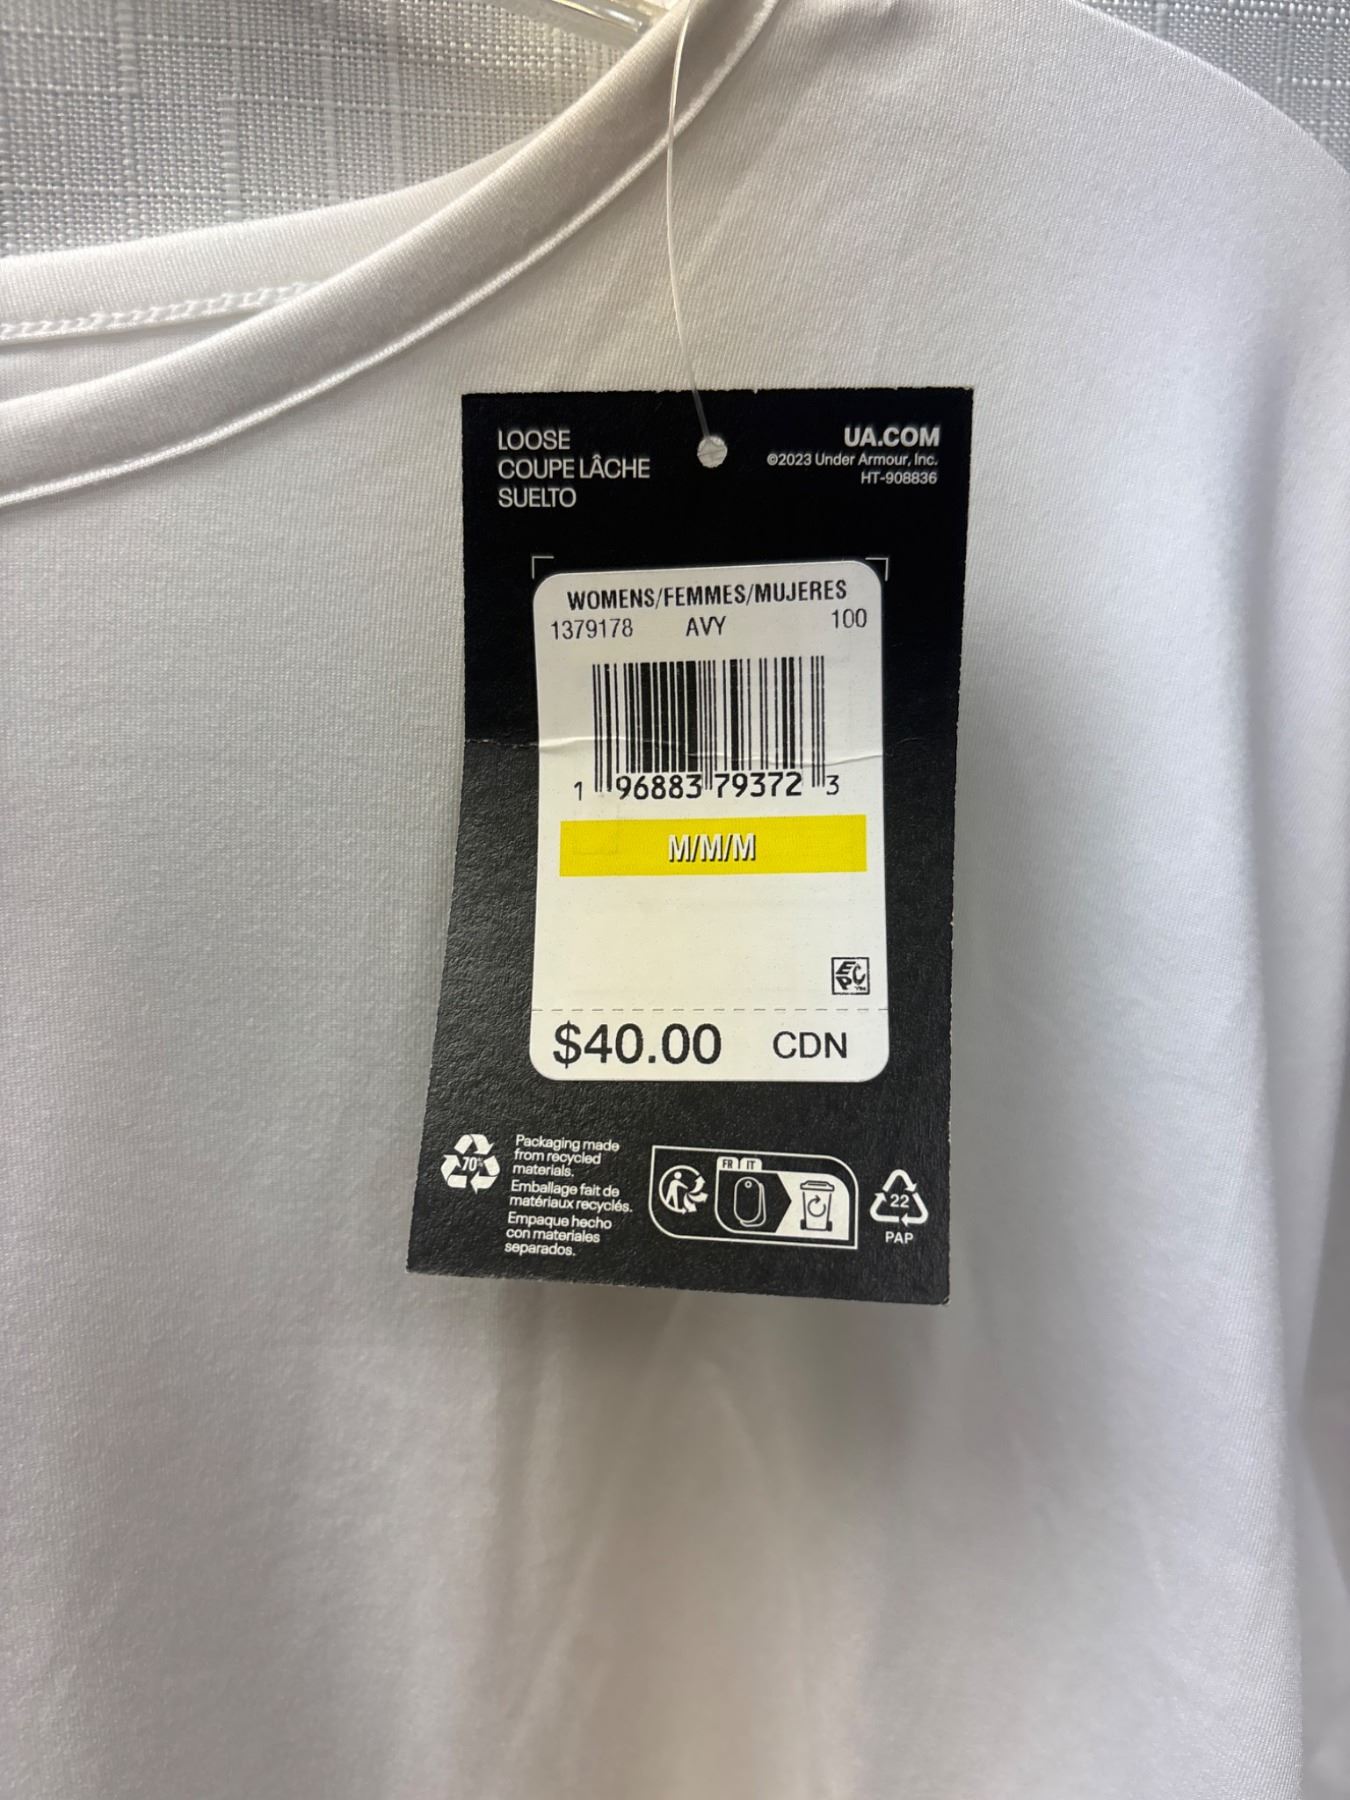 LOOSE
COUPE LÂCHE
SUELTO
UA.COM
©2023 Under Armour, Inc.
HT-908836
WOMENS/FEMMES/MUJERES
1379178 AVY 100
1 96883 79372 3
M/M/M
EPC
$40.00 CDN
70%
Packaging made
from recycled
materials.
Emballage fait de
matériaux recyclés.
Empaque hecho
con materiales
separados.
FR IT
22
PAP